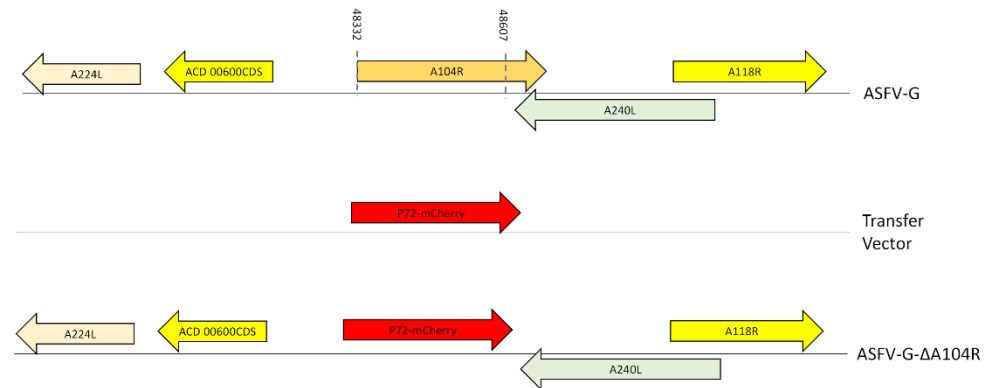 48332
48607
A224L
ACD 00600CDS
A104R
A118R
ASFV-G
A240L
P72-mCherry
Transfer
Vector
A224L
ACD 00600CDS
P72-mCherry
A118R
ASFV-G-ΔA104R
A240L